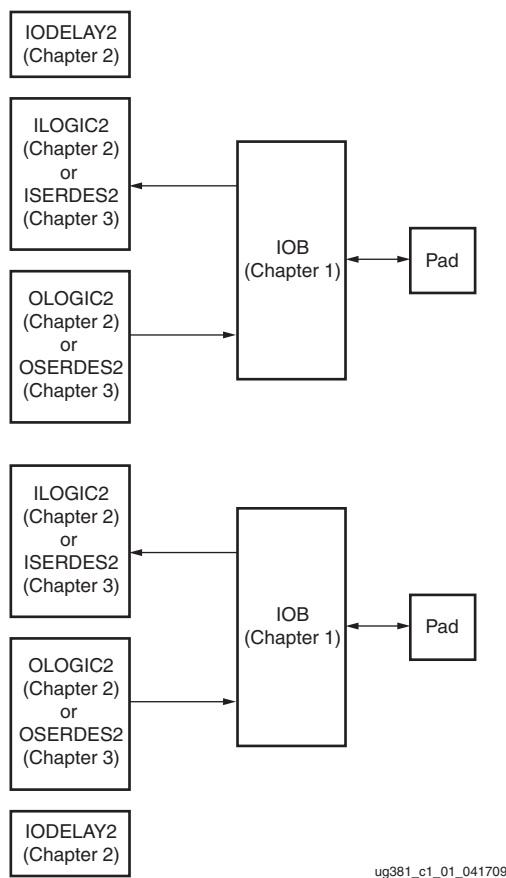 IODELAY2
(Chapter 2)
ILOGIC2
(Chapter 2)
or
ISERDES2
(Chapter 3)
IOB
(Chapter 1)
Pad
OLOGIC2
(Chapter 2)
or
OSERDES2
(Chapter 3)
ILOGIC2
(Chapter 2)
or
ISERDES2
(Chapter 3)
IOB
(Chapter 1)
Pad
OLOGIC2
(Chapter 2)
or
OSERDES2
(Chapter 3)
IODELAY2
(Chapter 2)
ug381_c1_01_041709